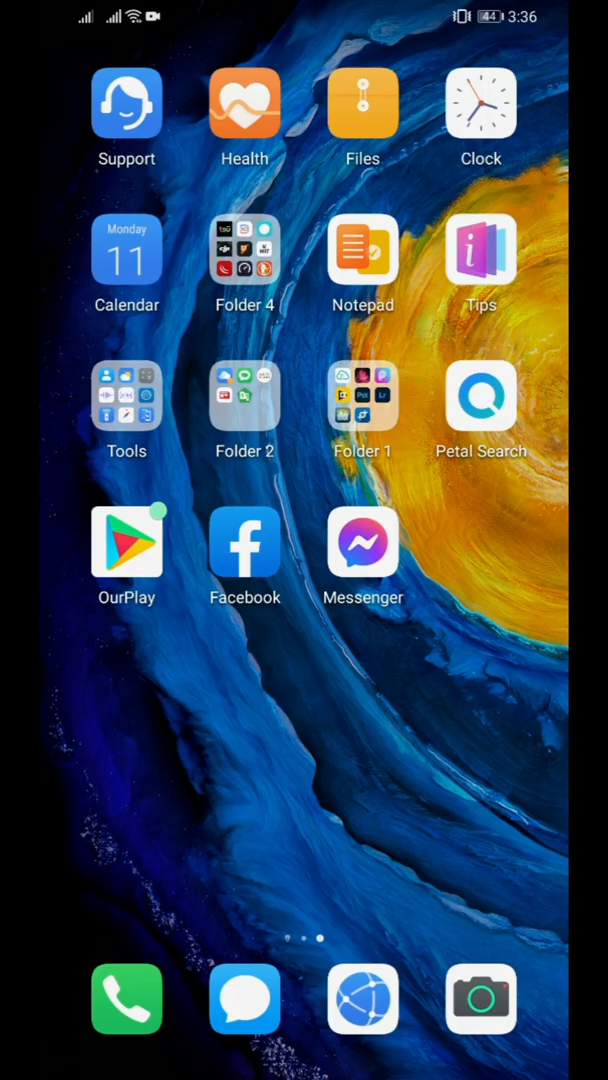 44 3:36
Support Health Files Clock
Monday
11
Calendar Folder 4 Notepad Tips
Tools Folder 2 Folder 1 Petal Search
OurPlay Facebook Messenger